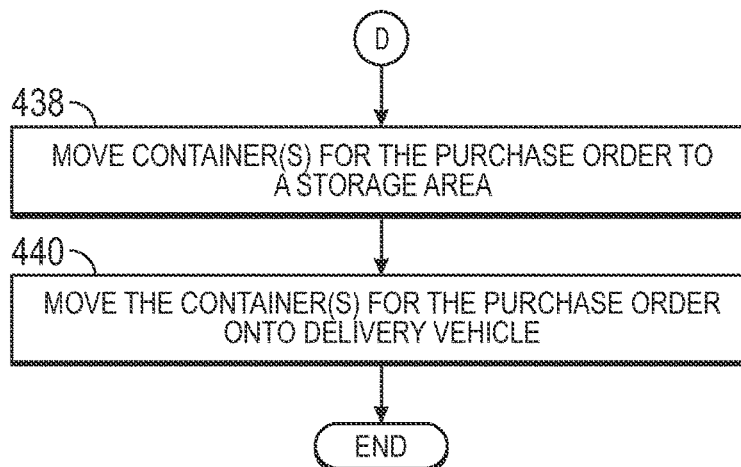 D
438
MOVE CONTAINER(S) FOR THE PURCHASE ORDER TO
A STORAGE AREA
440
MOVE THE CONTAINER(S) FOR THE PURCHASE ORDER
ONTO DELIVERY VEHICLE
END